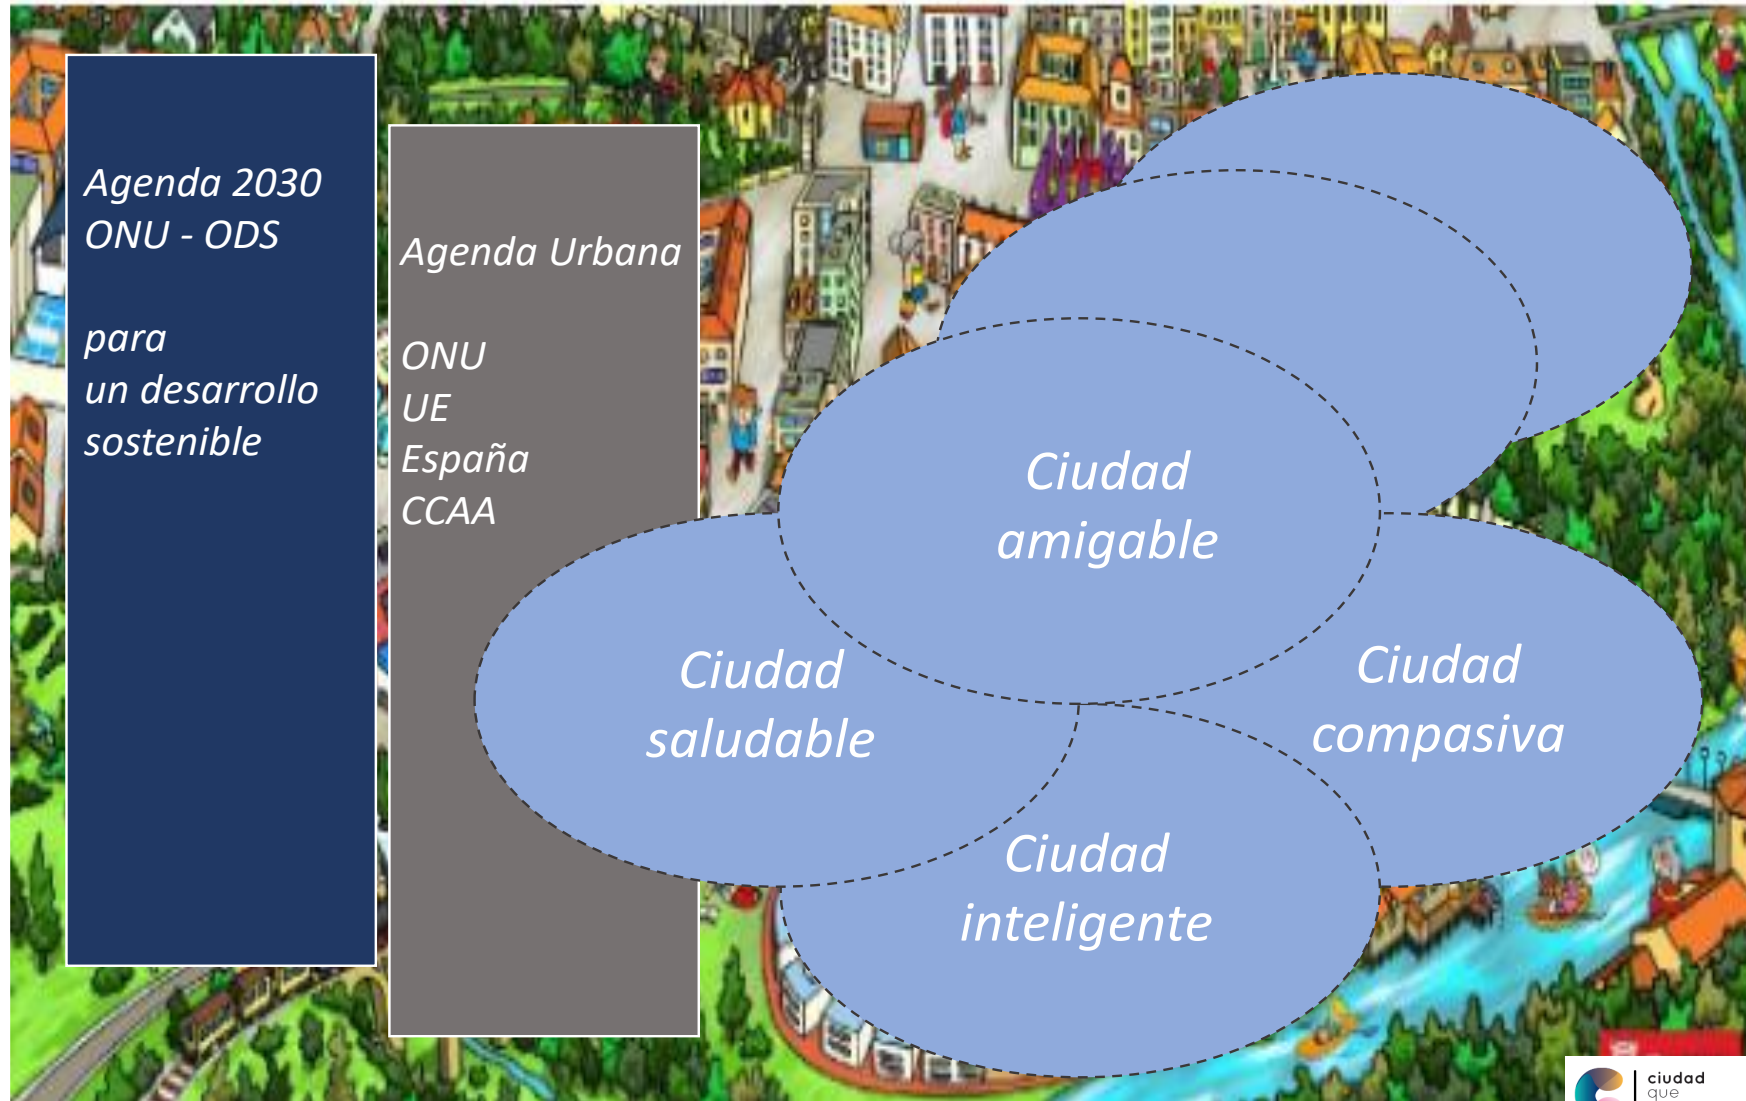 Agenda 2030
ONU - ODS
para
un desarrollo
sostenible
Agenda Urbana
ONU
UE
España
CCAA
Ciudad
amigable
Ciudad
saludable
Ciudad
compasiva
Ciudad
inteligente
ciudad
que